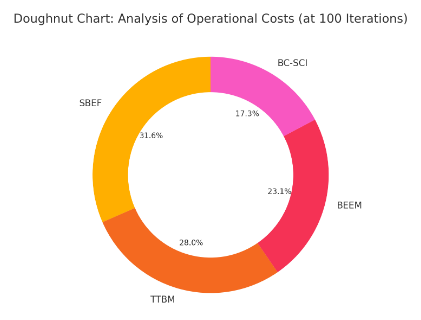 Doughnut Chart: Analysis of Operational Costs (at 100 Iterations)
BC-SCI
SBEF
17.3%
31.6%
23.1%
BEEM
28.0%
TTBM